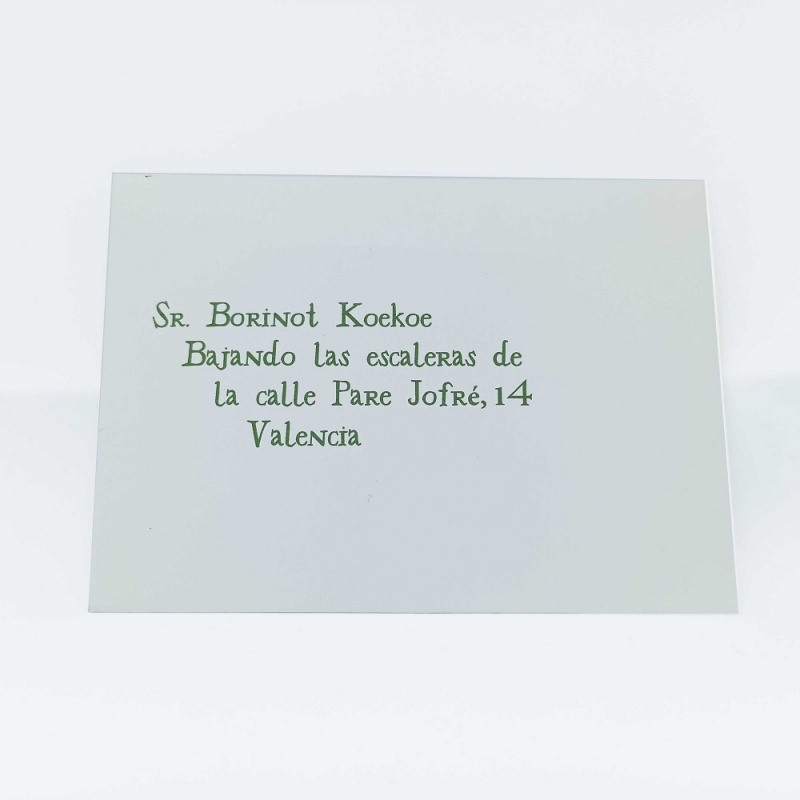 Sr. Borinot Koekoe
Bajando las escaleras de
la calle Pare Jofré, 14
Valencia